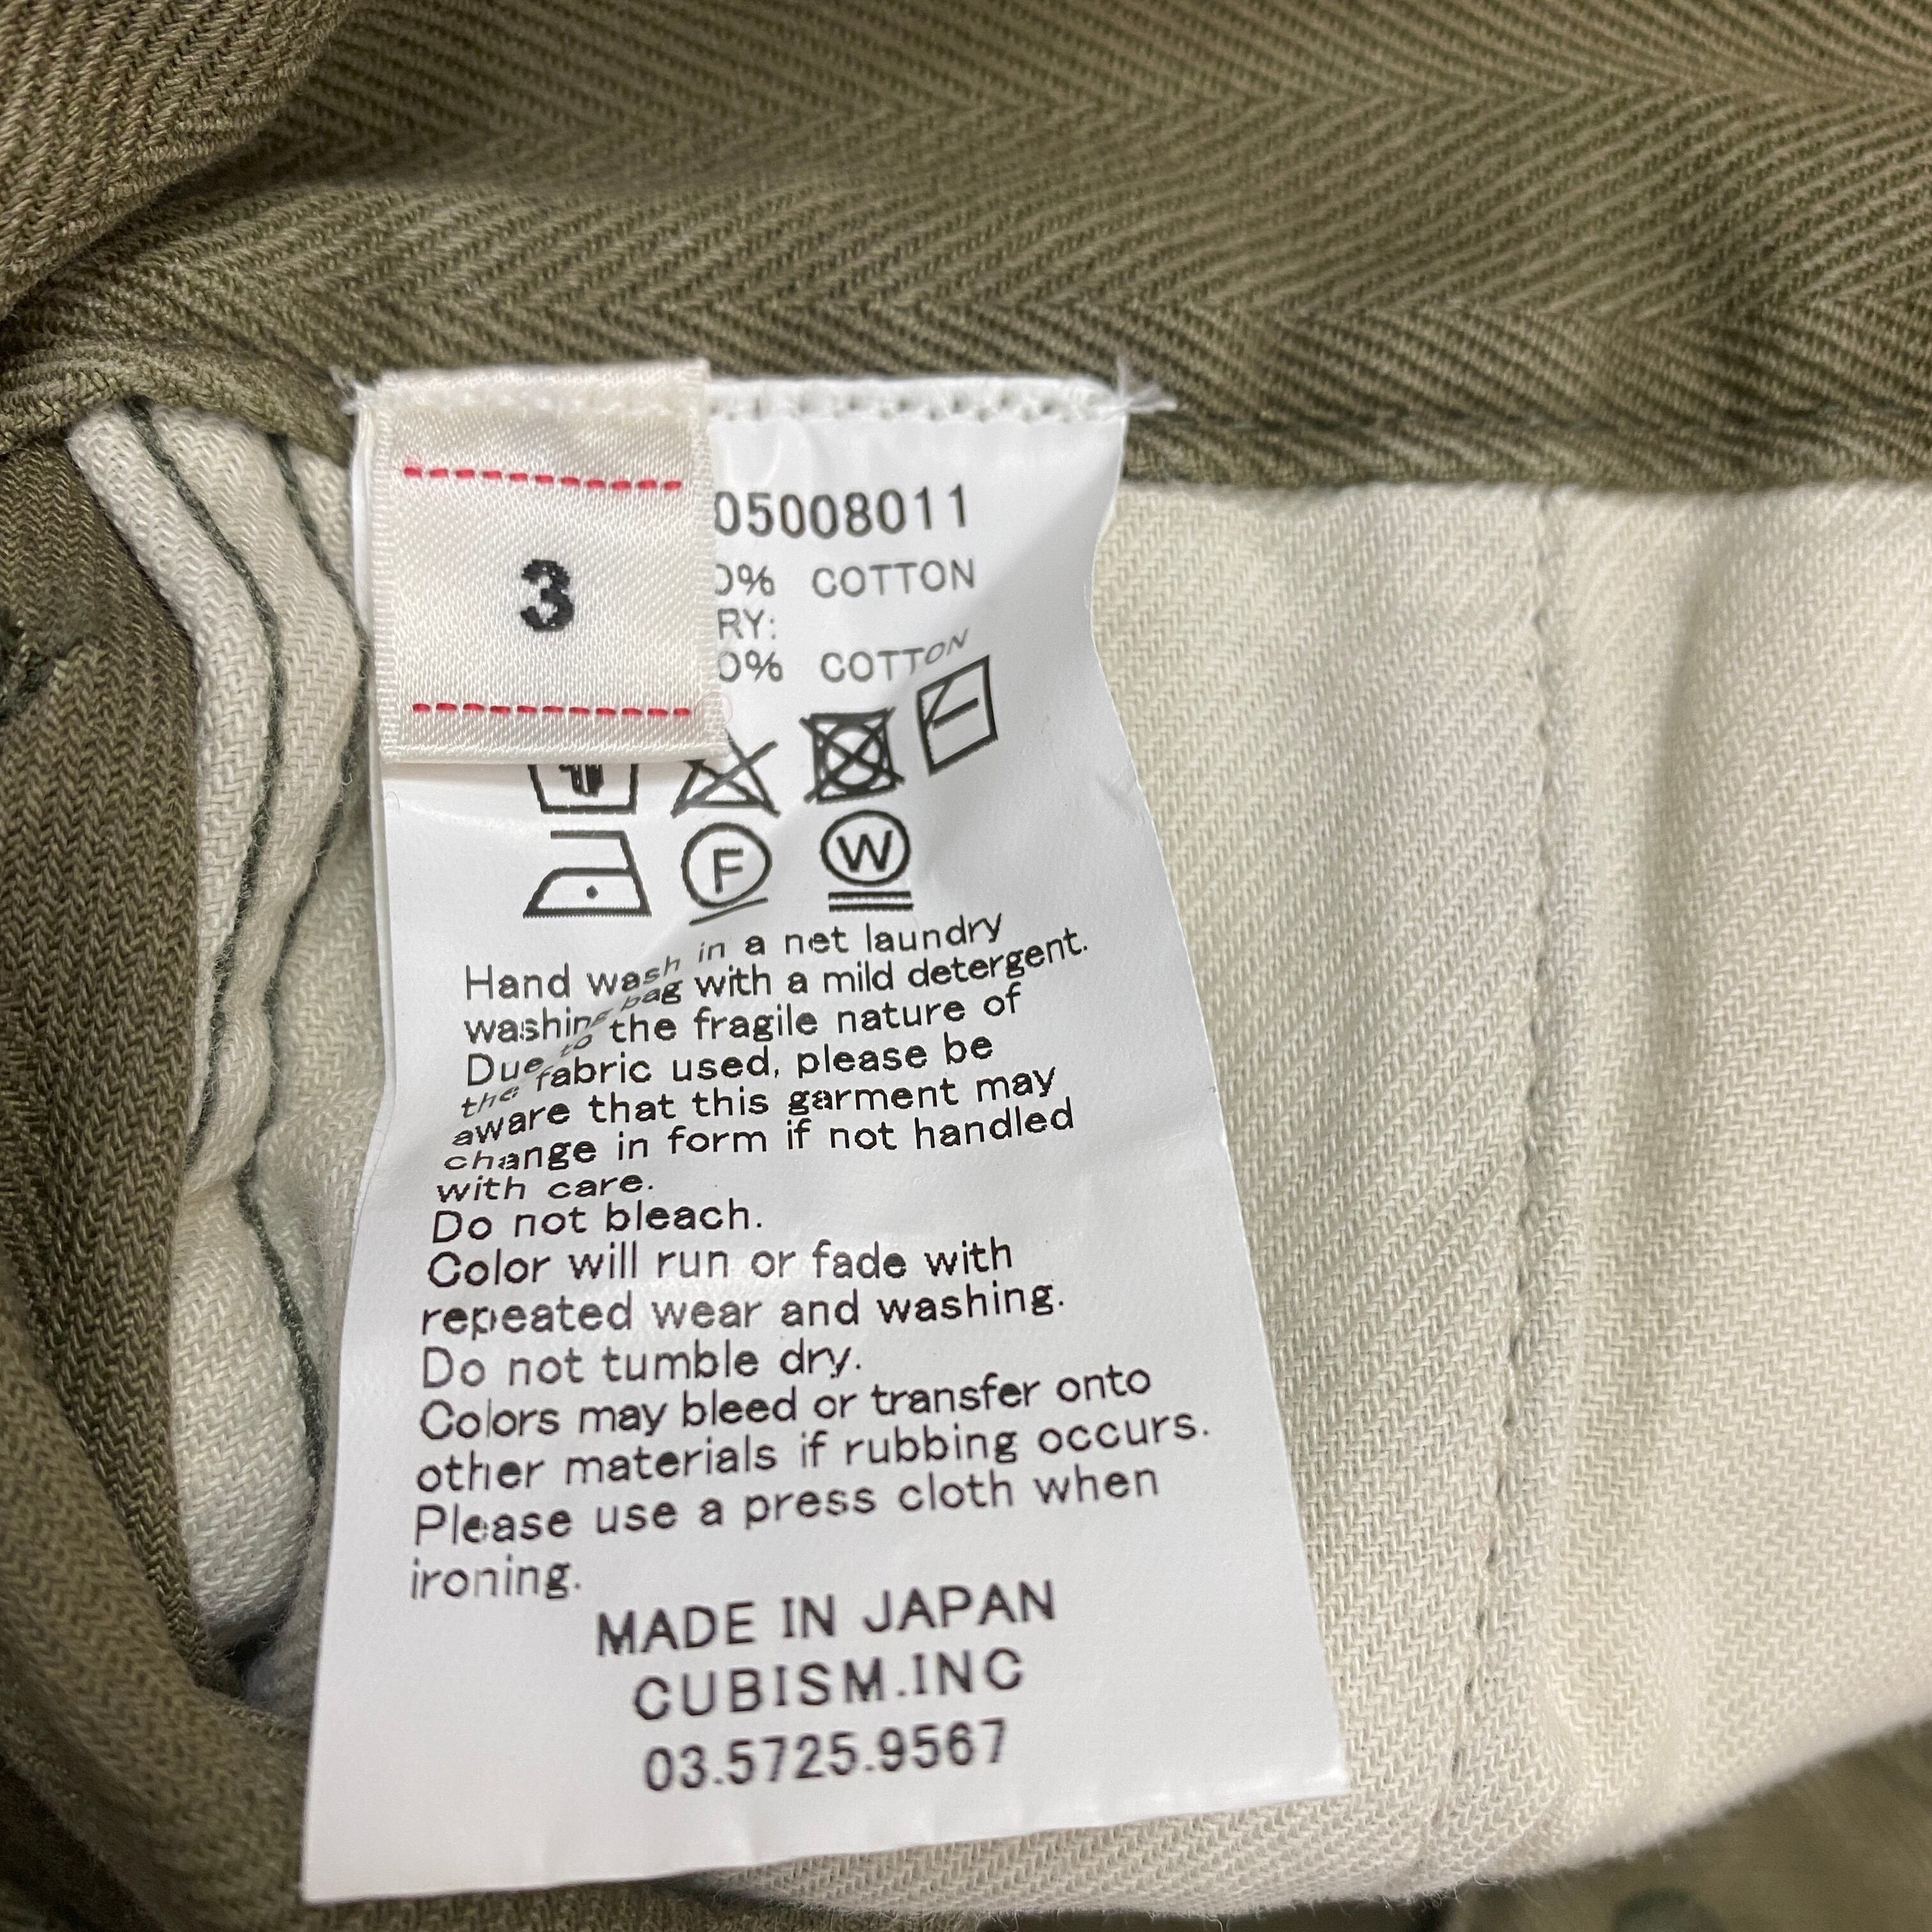 3
05008011
0% COTTON
RY:
0% COTTON
F
W
Hand wash in a net laundry
washing bag with a mild detergent.
Due to the fragile nature of
the fabric used, please be
aware that this garment may
change in form if not handled
with care.
Do not bleach.
Color will run or fade with
repeated wear and washing.
Do not tumble dry.
Colors may bleed or transfer onto
other materials if rubbing occurs.
Please use a press cloth when
ironing.
MADE IN JAPAN
CUBISM.INC
03.5725.9567